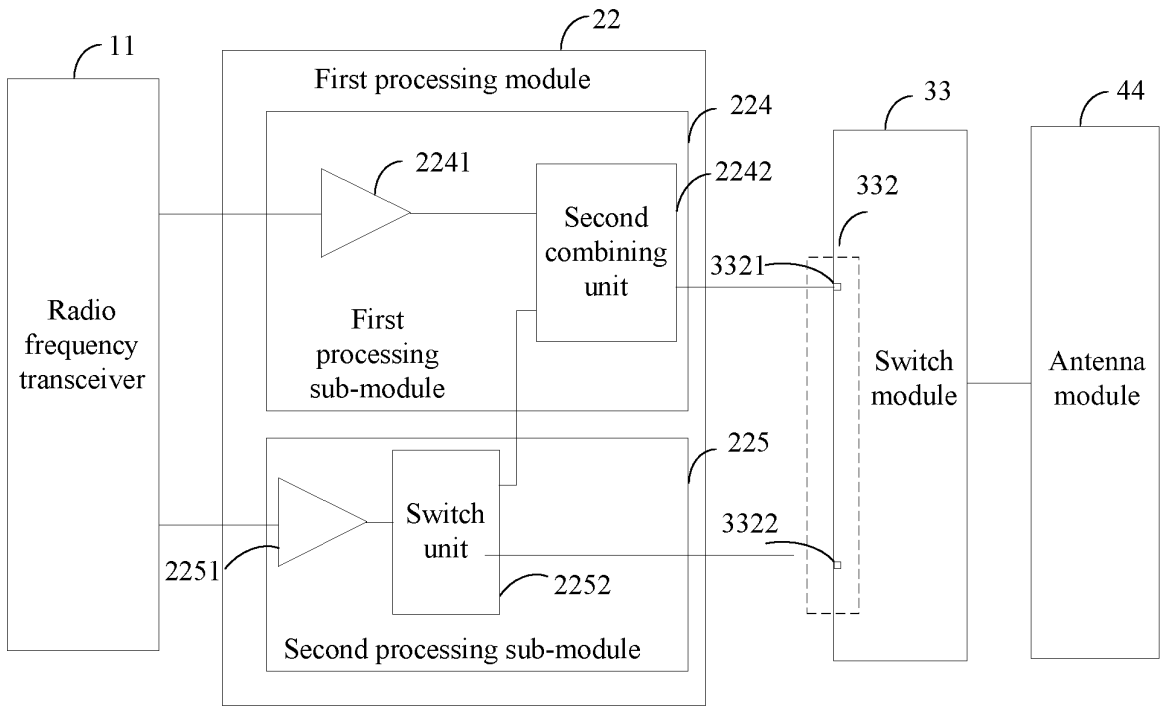 11
22
First processing module
33
44
224
2241
2242
332
Second
combining
unit
3321
Radio
frequency
transceiver
First
processing
sub-module
Switch
module
Antenna
module
225
Switch
unit
3322
2251
2252
Second processing sub-module